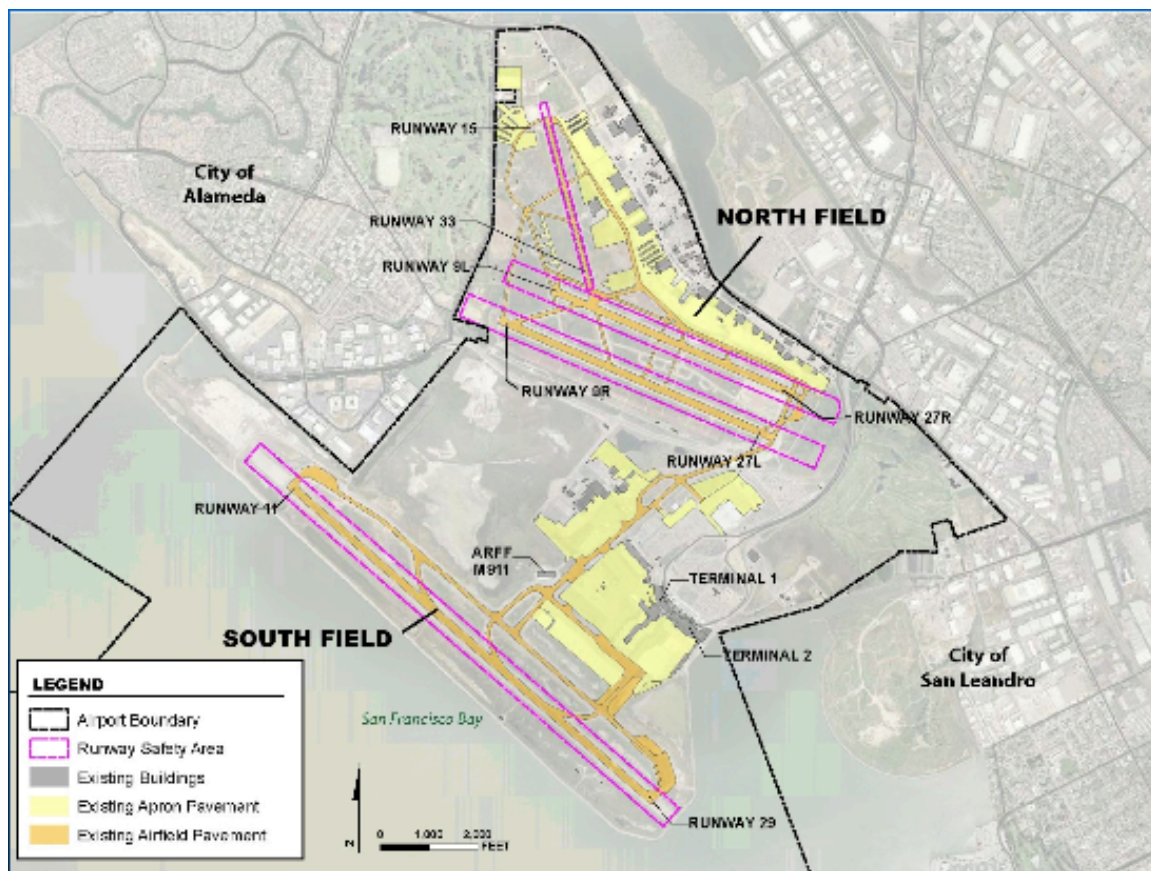 RUNWAY 15
City of
Alameda
RUNWAY 33
NORTH FIELD
RUNWAY 9L
RUNWAY 9R
RUNWAY 27R
RUNWAY 27L
RUNWAY 11
ARFF
M911
TERMINAL 1
SOUTH FIELD
TERMINAL 2
City of
San Leandro
LEGEND
Airport Boundary
Runway Safety Area
Existing Buildings
Existing Apron Pavement
Existing Airfield Pavement
San Francisco Bay
N
0 1,000 2,000
FEET
RUNWAY 29